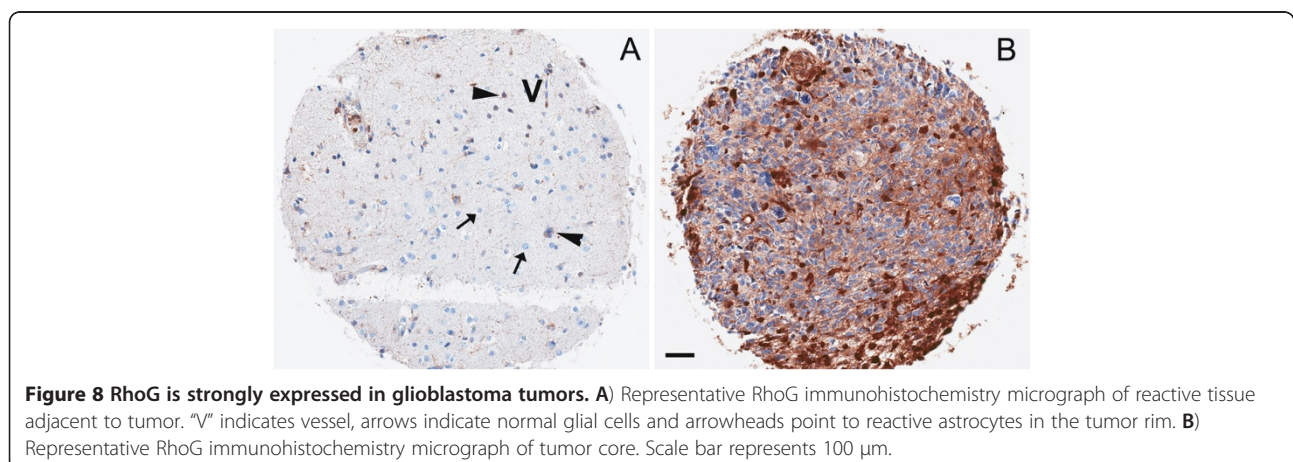 A
B
V
Figure 8 RhoG is strongly expressed in glioblastoma tumors. A) Representative RhoG immunohistochemistry micrograph of reactive tissue
adjacent to tumor. “V” indicates vessel, arrows indicate normal glial cells and arrowheads point to reactive astrocytes in the tumor rim. B)
Representative RhoG immunohistochemistry micrograph of tumor core. Scale bar represents 100 μm.